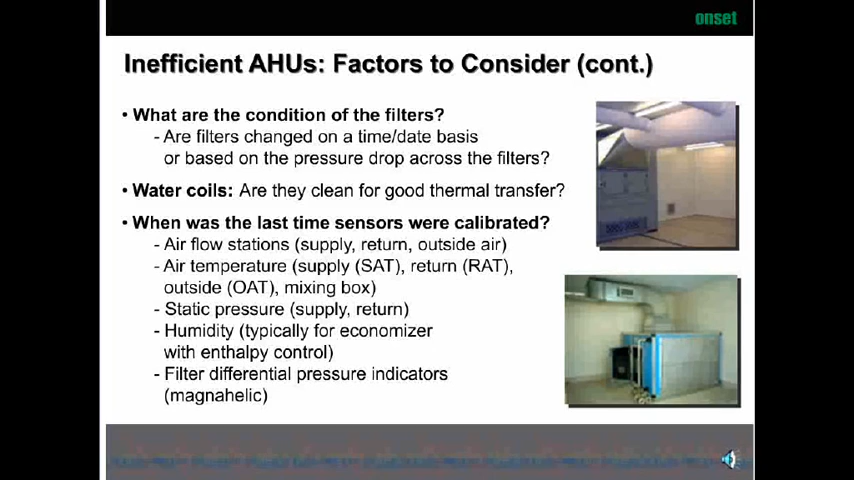 onset
Inefficient AHUs: Factors to Consider (cont.)
• What are the condition of the filters?
- Are filters changed on a time/date basis
or based on the pressure drop across the filters?
• Water coils: Are they clean for good thermal transfer?
• When was the last time sensors were calibrated?
- Air flow stations (supply, return, outside air)
- Air temperature (supply (SAT), return (RAT),
outside (OAT), mixing box)
- Static pressure (supply, return)
- Humidity (typically for economizer
with enthalpy control)
- Filter differential pressure indicators
(magnahelic)